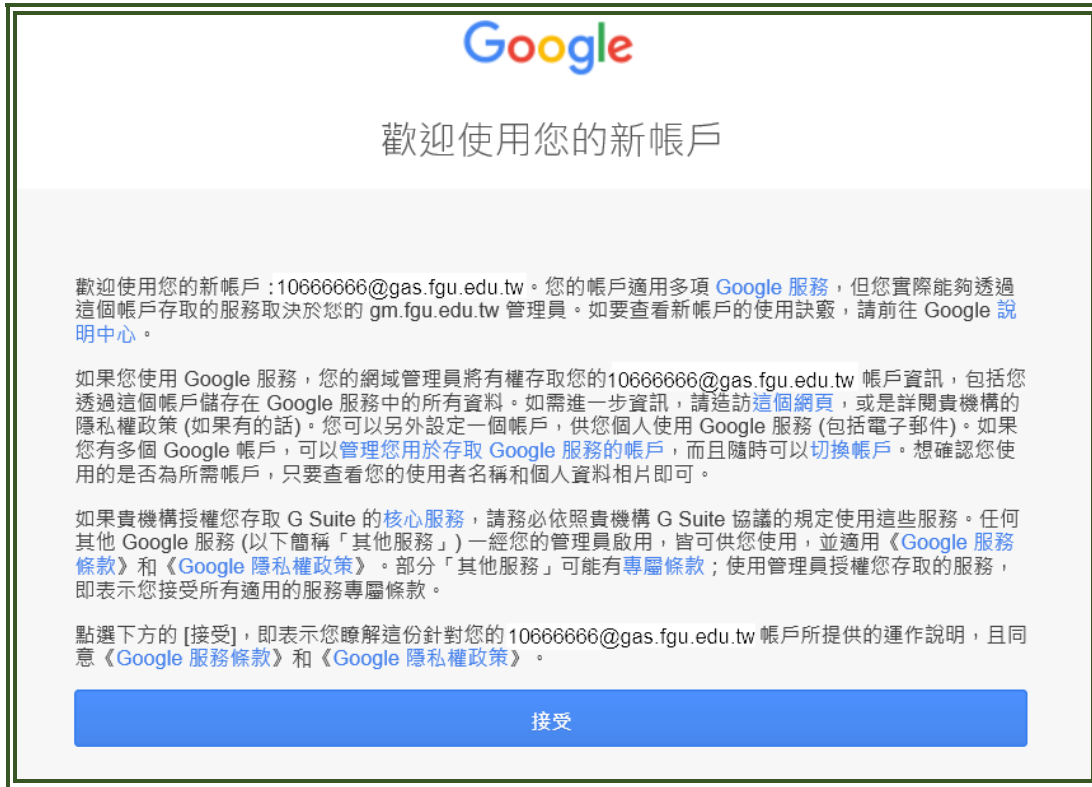 Google
歡迎使用您的新帳戶
歡迎使用您的新帳戶 :10666666@gas.fgu.edu.tw。您的帳戶適用多項 Google 服務，但您實際能夠透過
這個帳戶存取的服務取決於您的 gm.fgu.edu.tw 管理員。如要查看新帳戶的使用訣竅，請前往 Google 說
明中心。
如果您使用 Google 服務，您的網域管理員將有權存取您的10666666@gas.fgu.edu.tw 帳戶資訊，包括您
透過這個帳戶儲存在 Google 服務中的所有資料。如需進一步資訊，請造訪這個網頁，或是詳閱貴機構的
隱私權政策 (如果有的話)。您可以另外設定一個帳戶，供您個人使用 Google 服務 (包括電子郵件)。如果
您有多個 Google 帳戶，可以管理您用於存取 Google 服務的帳戶，而且隨時可以切換帳戶。想確認您使
用的是否為所需帳戶，只要查看您的使用者名稱和個人資料相片即可。
如果貴機構授權您存取 G Suite 的核心服務，請務必依照貴機構 G Suite 協議的規定使用這些服務。任何
其他 Google 服務 (以下簡稱「其他服務」) 一經您的管理員啟用，皆可供您使用，並適用《Google 服務
條款》和《Google 隱私權政策》。部分「其他服務」可能有專屬條款；使用管理員授權您存取的服務，
即表示您接受所有適用的服務專屬條款。
點選下方的 [接受]，即表示您瞭解這份針對您的10666666@gas.fgu.edu.tw 帳戶所提供的運作說明，且同
意《Google 服務條款》和《Google 隱私權政策》。
接受